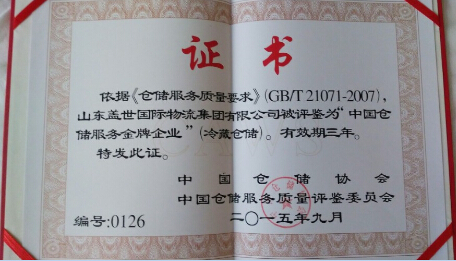 证书
依据《仓储服务质量要求》(GB/T 21071-2007),
山东盖世国际物流集团有限公司被评鉴为“中国仓
储服务金牌企业”(冷藏仓储)。有效期三年。
特发此证。
中国仓储协会
中国仓储服务质量评鉴委员会
编号:0126
二〇一五年九月